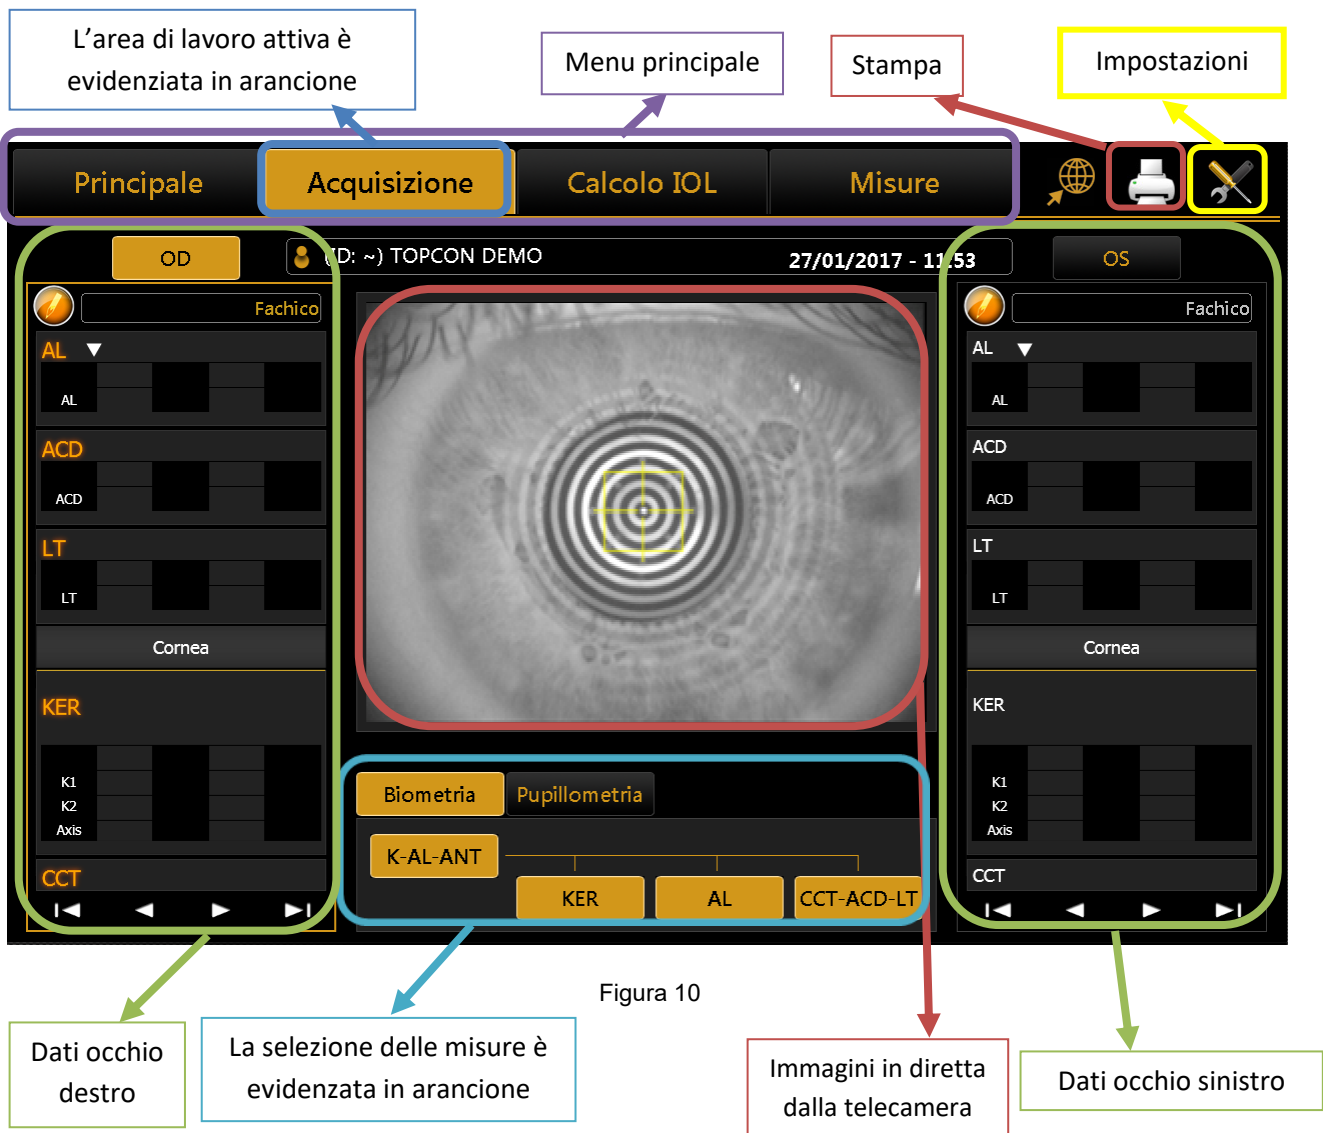 L’area di lavoro attiva è
evidenziata in arancione
Menu principale
Stampa
Impostazioni
Principale
Acquisizione
Calcolo IOL
Misure
OD
(ID: ~) TOPCON DEMO
27/01/2017 - 11:53
OS
Fachico
AL
AL
ACD
ACD
LT
LT
Cornea
KER
K1
K2
Axis
CCT
Fachico
AL
AL
ACD
ACD
LT
LT
Cornea
KER
K1
K2
Axis
CCT
Biometria
Pupillometria
K-AL-ANT
KER
AL
CCT-ACD-LT
Figura 10
Dati occhio
destro
La selezione delle misure è
evidenzata in arancione
Immagini in diretta
dalla telecamera
Dati occhio sinistro